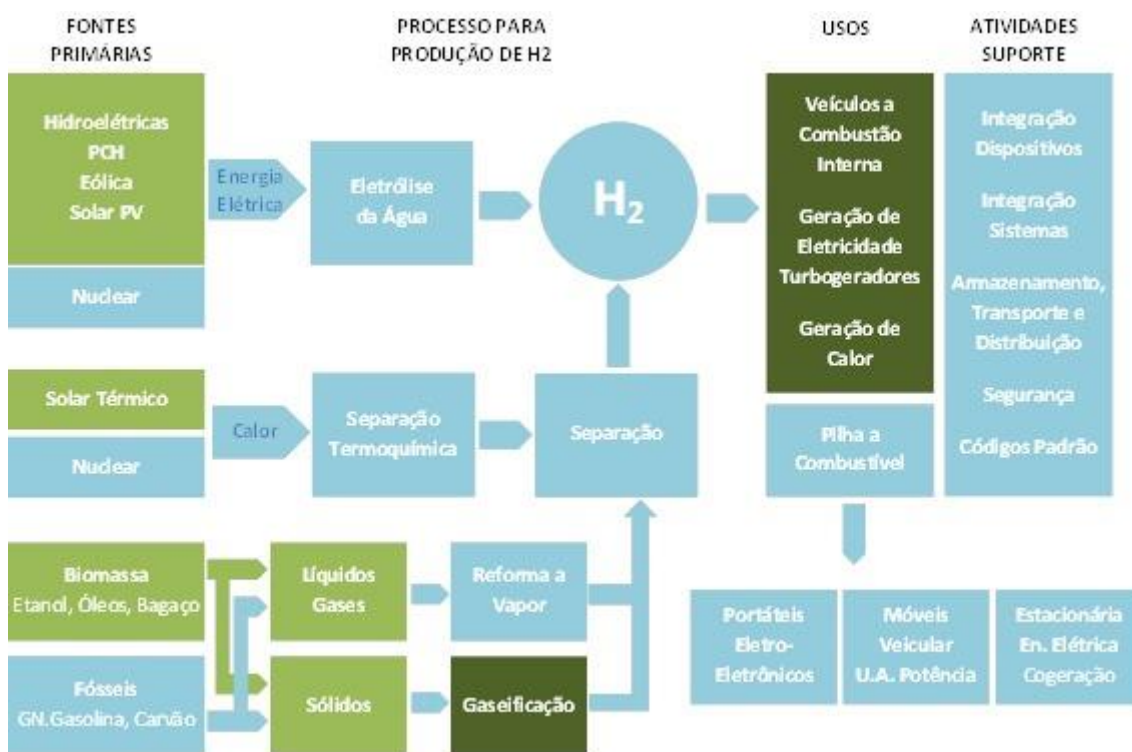 FONTES
PRIMÁRIAS
PROCESSO PARA
PRODUÇÃO DE H2
USOS
ATIVIDADES
SUPORTE
Hidroelétricas
PCH
Eólica
Solar PV
Nuclear
Energia
Elétrica
Eletrólise
da Água
H2
Veículos a
Combustão
Interna
Geração de
Eletricidade
Turbogeradores
Geração de
Calor
Integração
Dispositivos
Integração
Sistemas
Armazenamento,
Transporte e
Distribuição
Segurança
Códigos Padrão
Solar Térmico
Nuclear
Calor
Separação
Termoquímica
Separação
Pilha a
Combustível
Biomassa
Etanol, Óleos, Bagaço
Fósseis
GN.Gasolina, Carvão
Líquidos
Gases
Sólidos
Reforma a
Vapor
Gaseificação
Portáteis
Eletro-
Eletrônicos
Móveis
Veicular
U.A. Potência
Estacionária
En. Elétrica
Cogeração